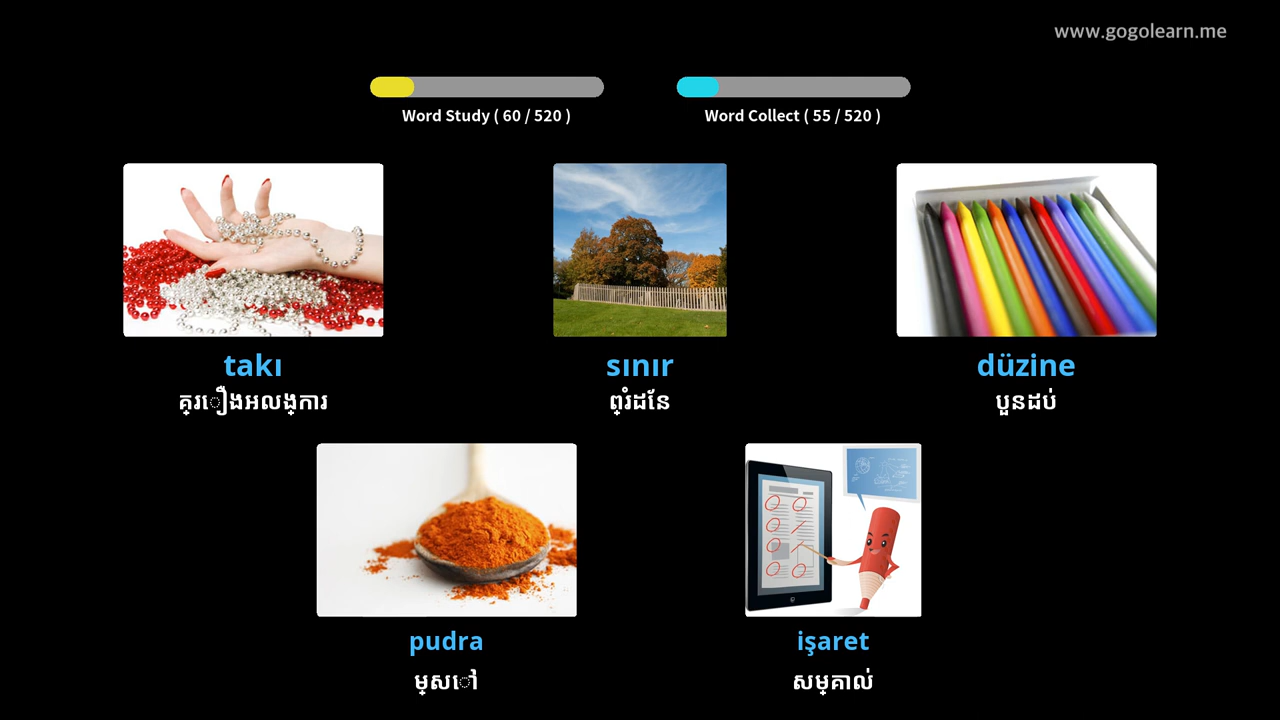 www.gogolearn.me
Word Study ( 60 / 520 )
Word Collect ( 55 / 520 )
takı
គ្រឿងអលង្ការ
sınır
ព្រំដែន
düzine
បួនដប់
pudra
ម្សៅ
işaret
សម្គាល់